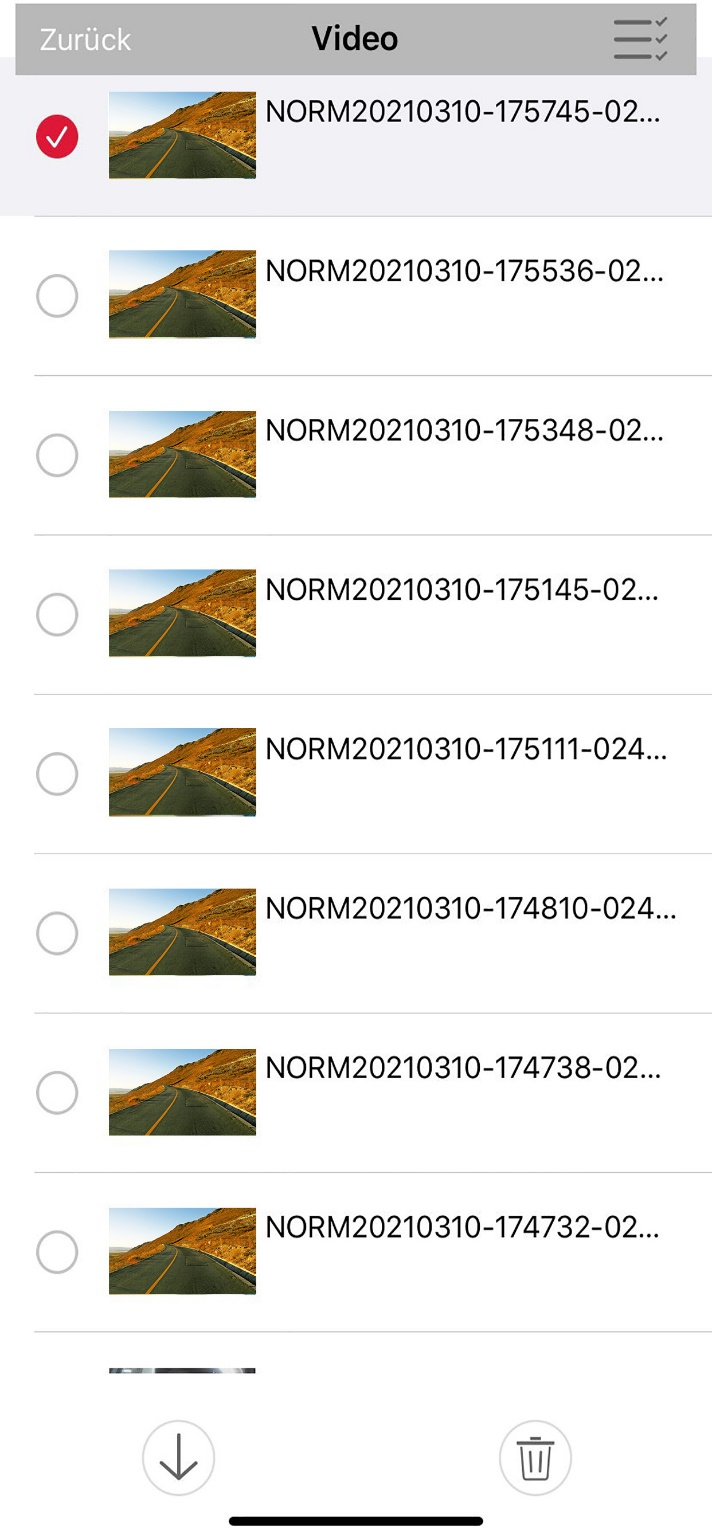 Zurück
Video
NORM20210310-175745-02...
NORM20210310-175536-02...
NORM20210310-175348-02...
NORM20210310-175145-02...
NORM20210310-175111-024...
NORM20210310-174810-024...
NORM20210310-174738-02...
NORM20210310-174732-02...